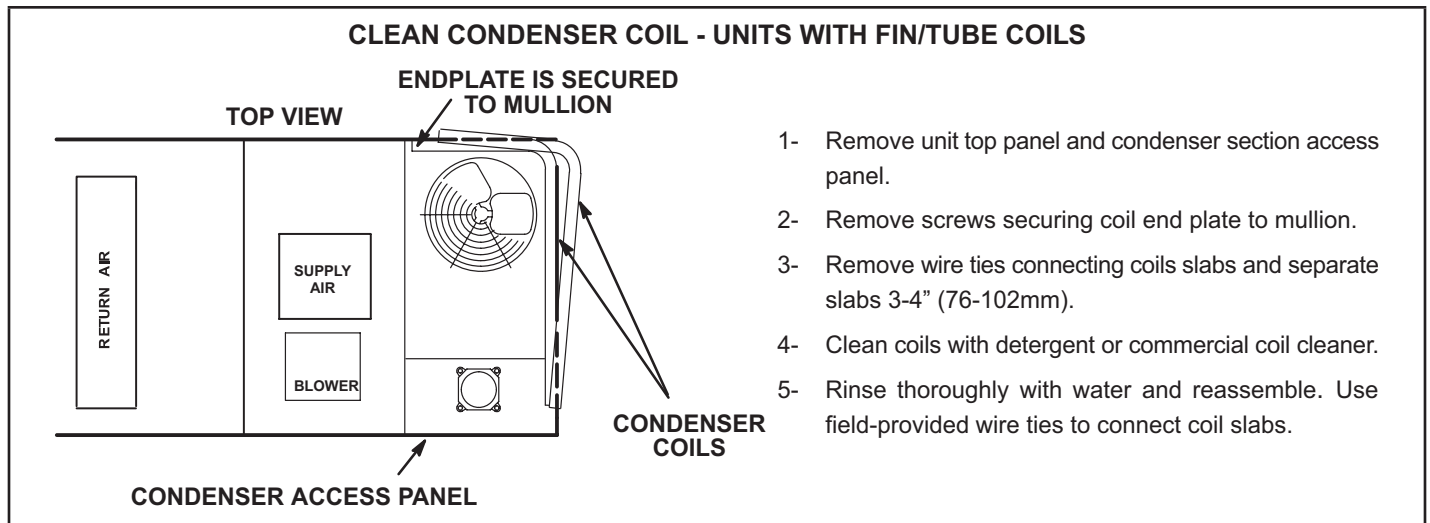 CLEAN CONDENSER COIL - UNITS WITH FIN/TUBE COILS
ENDPLATE IS SECURED
TO MULLION
TOP VIEW
RETURN AIR
SUPPLY
AIR
BLOWER
CONDENSER
COILS
CONDENSER ACCESS PANEL
1- Remove unit top panel and condenser section access
panel.
2- Remove screws securing coil end plate to mullion.
3- Remove wire ties connecting coils slabs and separate
slabs 3-4” (76-102mm).
4- Clean coils with detergent or commercial coil cleaner.
5- Rinse thoroughly with water and reassemble. Use
field-provided wire ties to connect coil slabs.